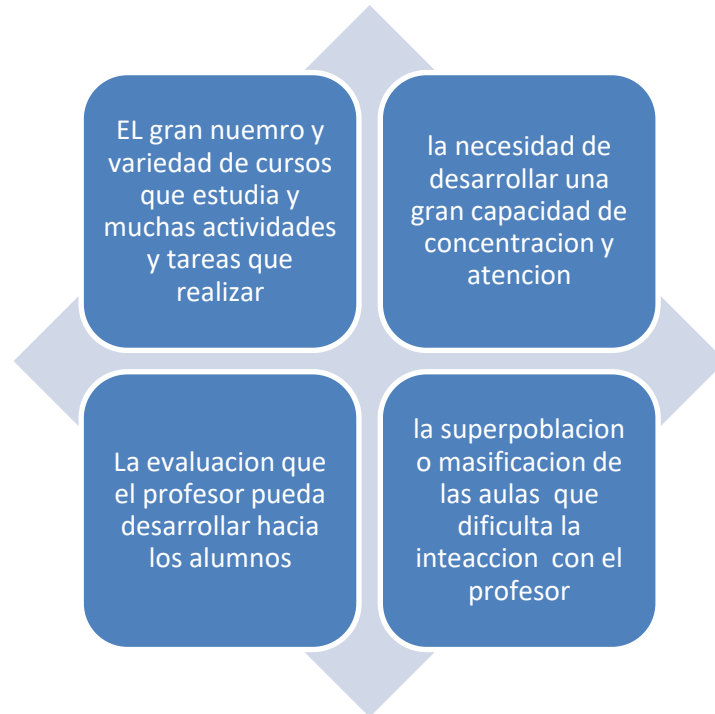 EL gran nuemro y
variedad de cursos
que estudia y
muchas actividades
y tareas que
realizar
la necesidad de
desarrollar una
gran capacidad de
concentracion y
atencion
La evaluacion que
el profesor pueda
desarrollar hacia
los alumnos
la superpoblacion
o masificacion de
las aulas que
dificulta la
inteaccion con el
profesor